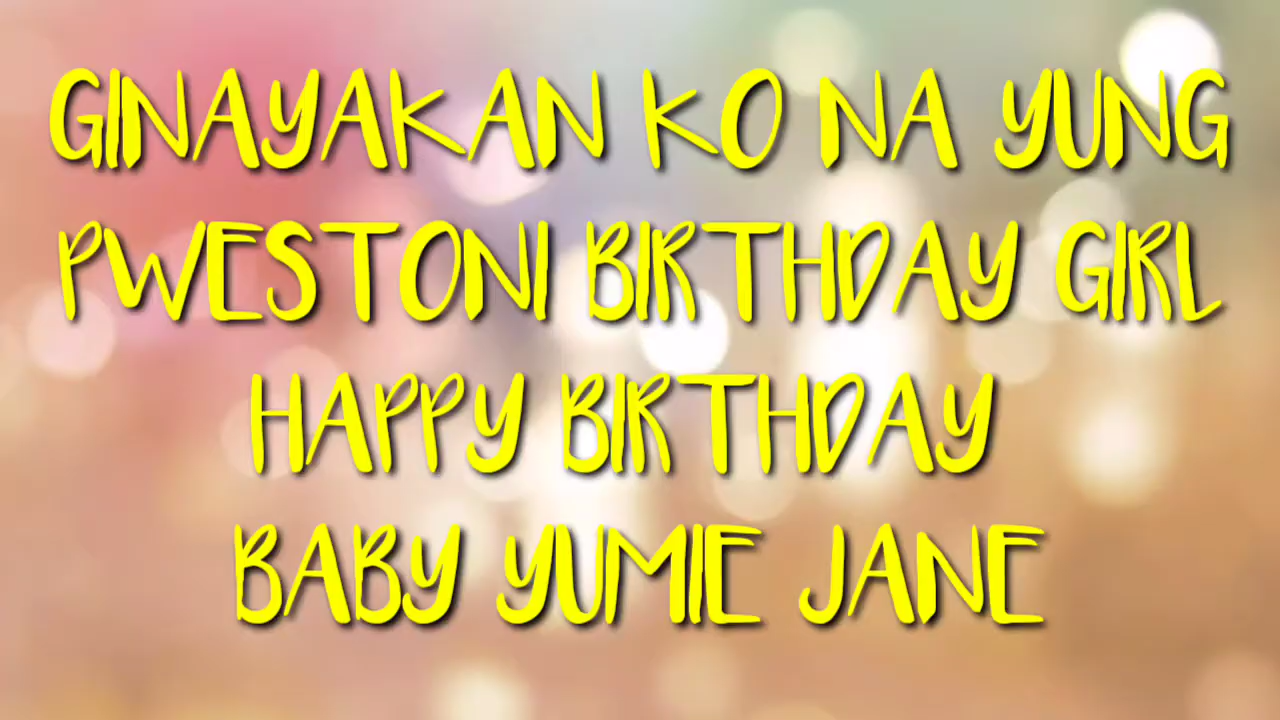 GINAYAKAN KO NA YUNG
PWESTONI BIRTHDAY GIRL
HAPPY BIRTHDAY
BABY YUMIE JANE